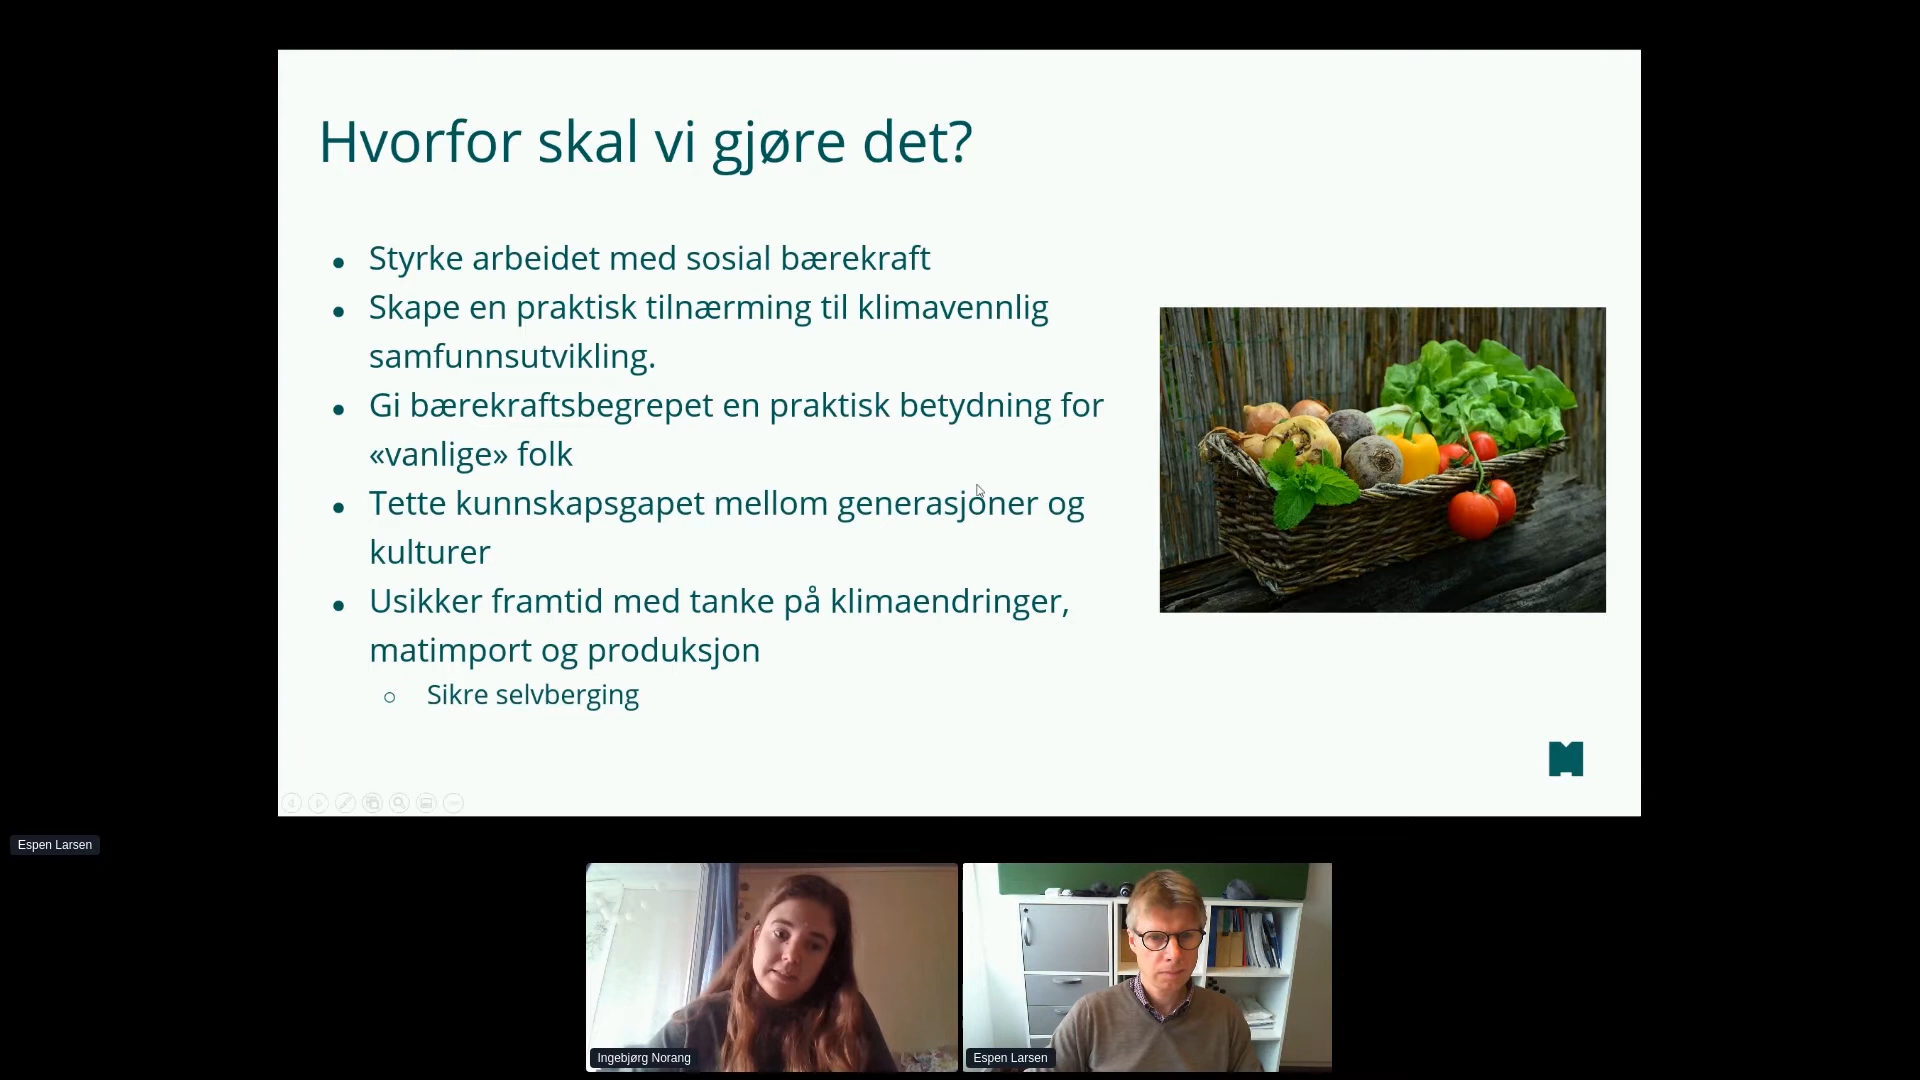 Hvorfor skal vi gjøre det?
● Styrke arbeidet med sosial bærekraft
● Skape en praktisk tilnærming til klimavennlig
samfunnsutvikling.
● Gi bærekraftsbegrepet en praktisk betydning for
«vanlige» folk
● Tette kunnskapsgapet mellom generasjoner og
kulturer
● Usikker framtid med tanke på klimaendringer,
matimport og produksjon
○ Sikre selvberging
Espen Larsen
Ingebjørg Norang
Espen Larsen